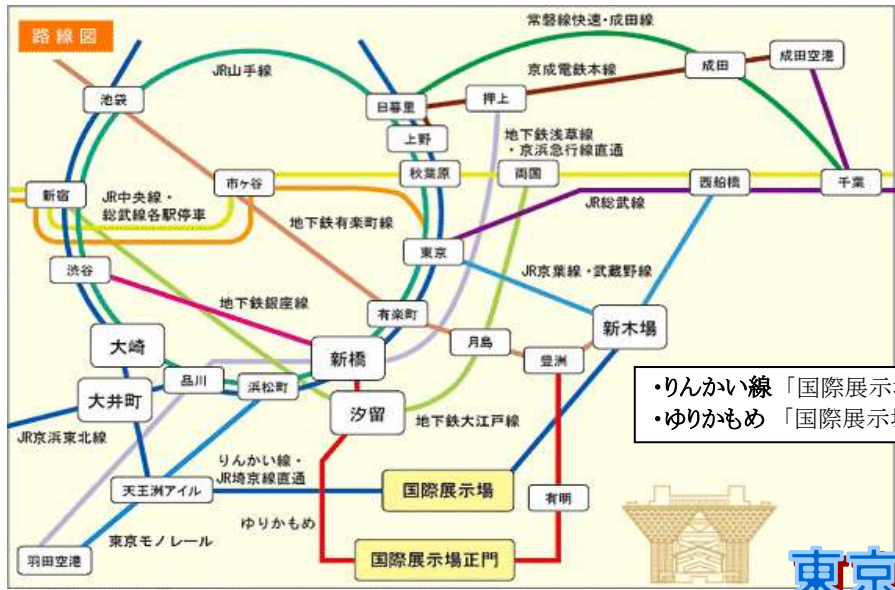 路線図
常磐線快速・成田線
JR山手線
京成電鉄本線
成田
成田空港
池袋
日暮里
押上
上野
地下鉄浅草線
・京浜急行線直通
新宿
市ヶ谷
秋葉原
両国
西船橋
千葉
JR中央線・
総武線各駅停車
地下鉄有楽町線
JR総武線
東京
渋谷
JR京葉線・武蔵野線
地下鉄銀座線
有楽町
新木場
大崎
新橋
月島
豊洲
品川
浜松町
大井町
汐留
・りんかい線「国際展示
・ゆりかもめ「国際展示
JR京浜東北線
地下鉄大江戸線
りんかい線・
JR埼京線直通
天王洲アイル
国際展示場
有明
ゆりかもめ
東京モノレール
羽田空港
国際展示場正門
東京